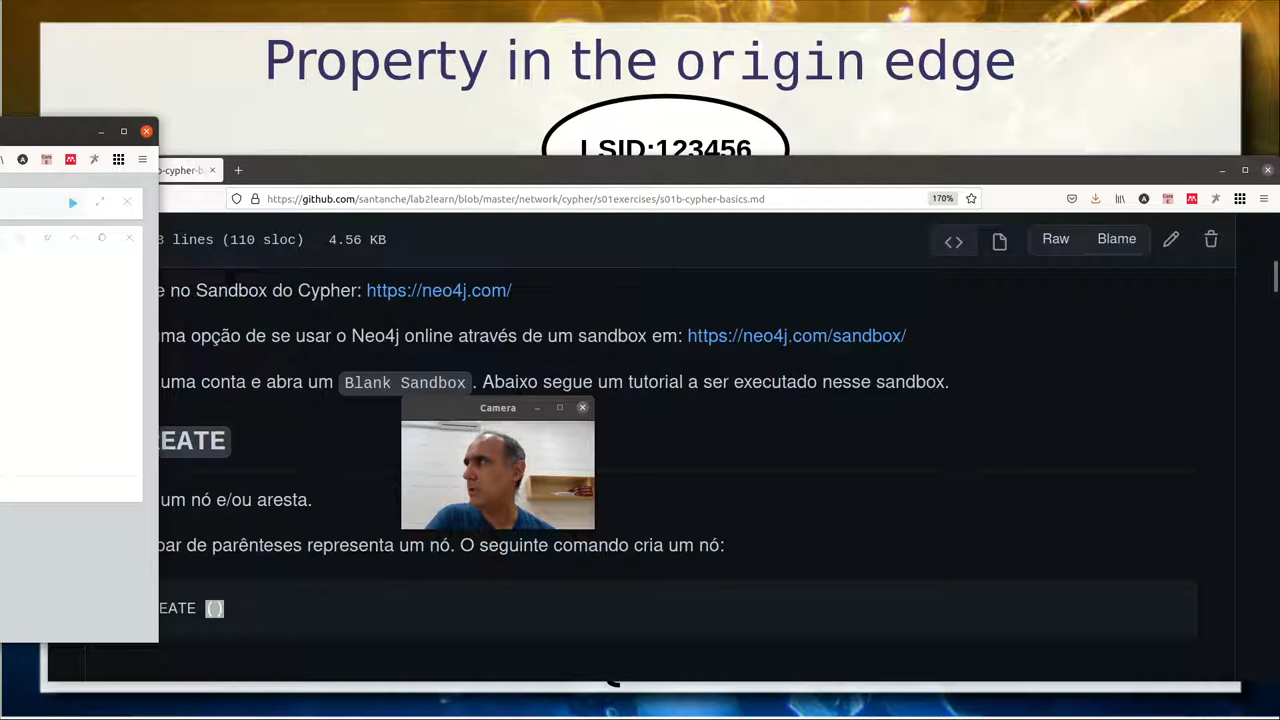 Property in the origin edge
LSID:123456
o-cypher-ba
https://github.com/santanche/lab2learn/blob/master/network/cypher/s01exercises/s01b-cypher-basics.md
170%
lines (110 sloc) 4.56 KB
Raw
Blame
e no Sandbox do Cypher: https://neo4j.com/
ma opção de se usar o Neo4j online através de um sandbox em: https://neo4j.com/sandbox/
uma conta e abra um Blank Sandbox. Abaixo segue um tutorial a ser executado nesse sandbox.
Camera
EATE
um nó e/ou aresta.
par de parênteses representa um nó. O seguinte comando cria um nó:
EATE ()